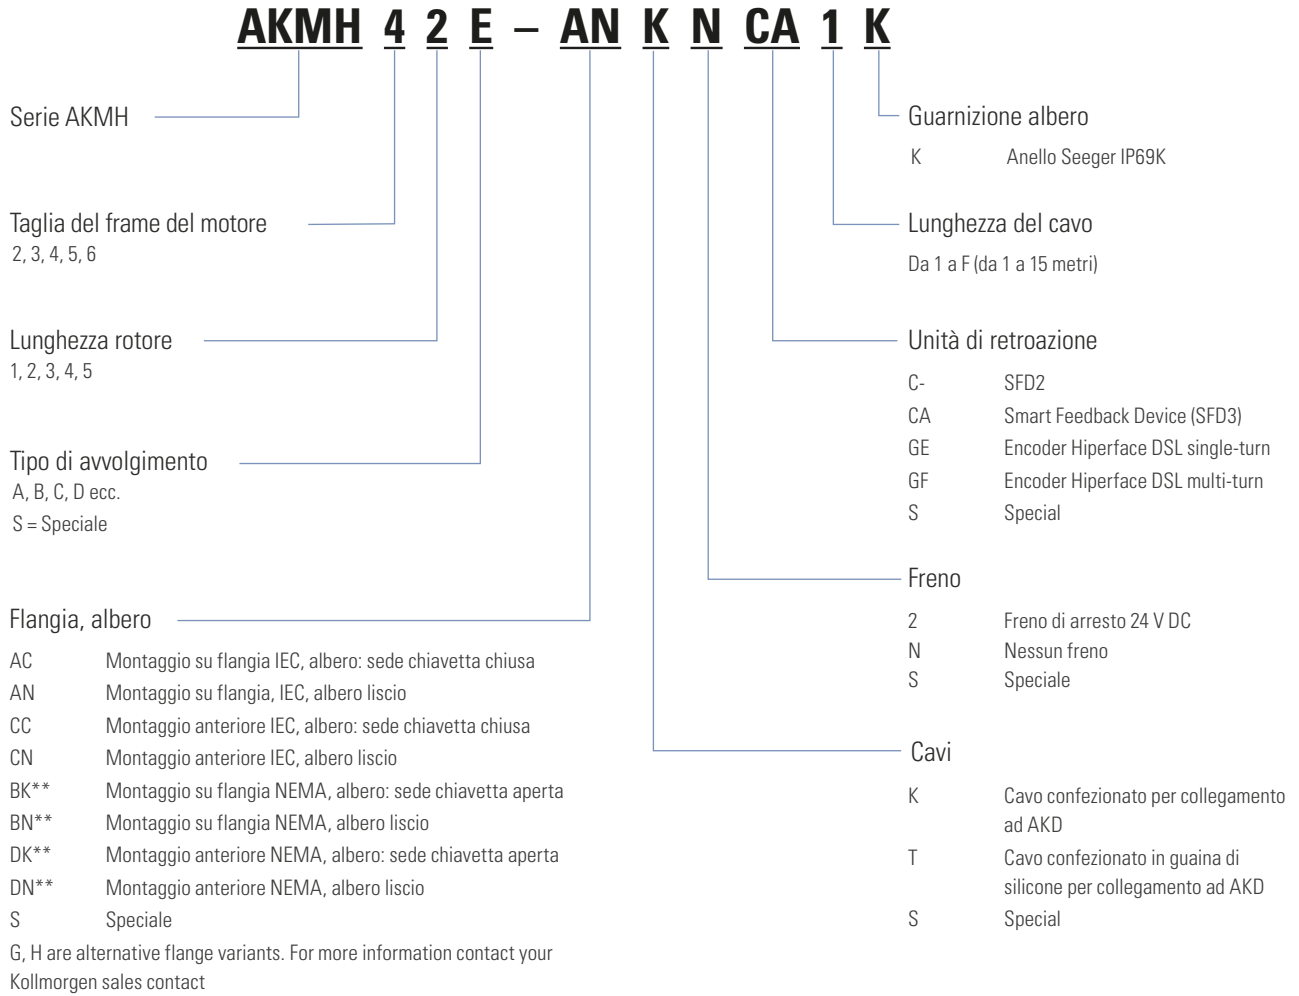 AKMH 4 2 E – AN K N CA 1 K
Serie AKMH
Taglia del frame del motore
2, 3, 4, 5, 6
Lunghezza rotore
1, 2, 3, 4, 5
Tipo di avvolgimento
A, B, C, D ecc.
S = Speciale
Flangia, albero
AC Montaggio su flangia IEC, albero: sede chiavetta chiusa
AN Montaggio su flangia, IEC, albero liscio
CC Montaggio anteriore IEC, albero: sede chiavetta chiusa
CN Montaggio anteriore IEC, albero liscio
BK** Montaggio su flangia NEMA, albero: sede chiavetta aperta
BN** Montaggio su flangia NEMA, albero liscio
DK** Montaggio anteriore NEMA, albero: sede chiavetta aperta
DN** Montaggio anteriore NEMA, albero liscio
S Speciale
G, H are alternative flange variants. For more information contact your
Kollmorgen sales contact
Guarnizione albero
K Anello Seeger IP69K
Lunghezza del cavo
Da 1 a F (da 1 a 15 metri)
Unità di retroazione
C- SFD2
CA Smart Feedback Device (SFD3)
GE Encoder Hiperface DSL single-turn
GF Encoder Hiperface DSL multi-turn
S Special
Freno
2 Freno di arresto 24 V DC
N Nessun freno
S Speciale
Cavi
K Cavo confezionato per collegamento
ad AKD
T Cavo confezionato in guaina di
silicone per collegamento ad AKD
S Special